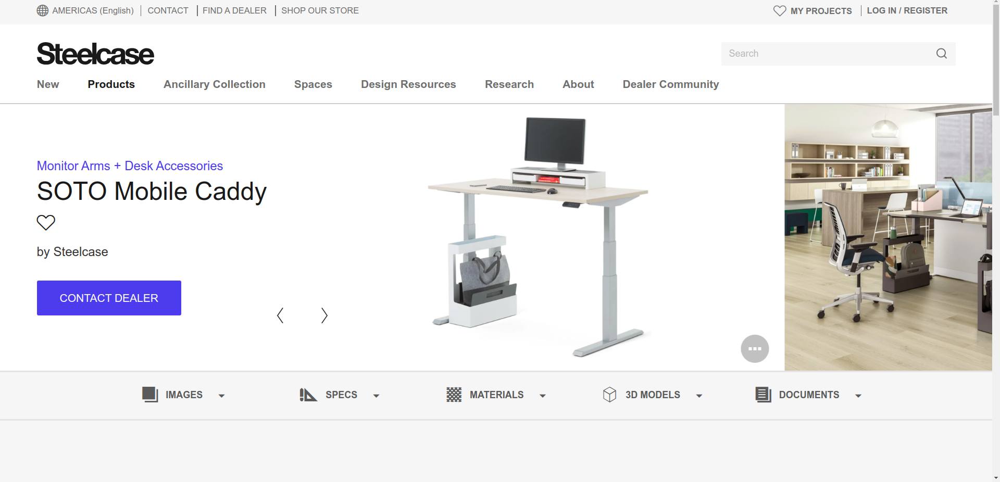 AMERICAS (English)
CONTACT
FIND A DEALER
SHOP OUR STORE
MY PROJECTS
LOG IN / REGISTER
Steelcase
Search
New
Products
Ancillary Collection
Spaces
Design Resources
Research
About
Dealer Community
Monitor Arms + Desk Accessories
SOTO Mobile Caddy
by Steelcase
CONTACT DEALER
IMAGES
SPECS
MATERIALS
3D MODELS
DOCUMENTS